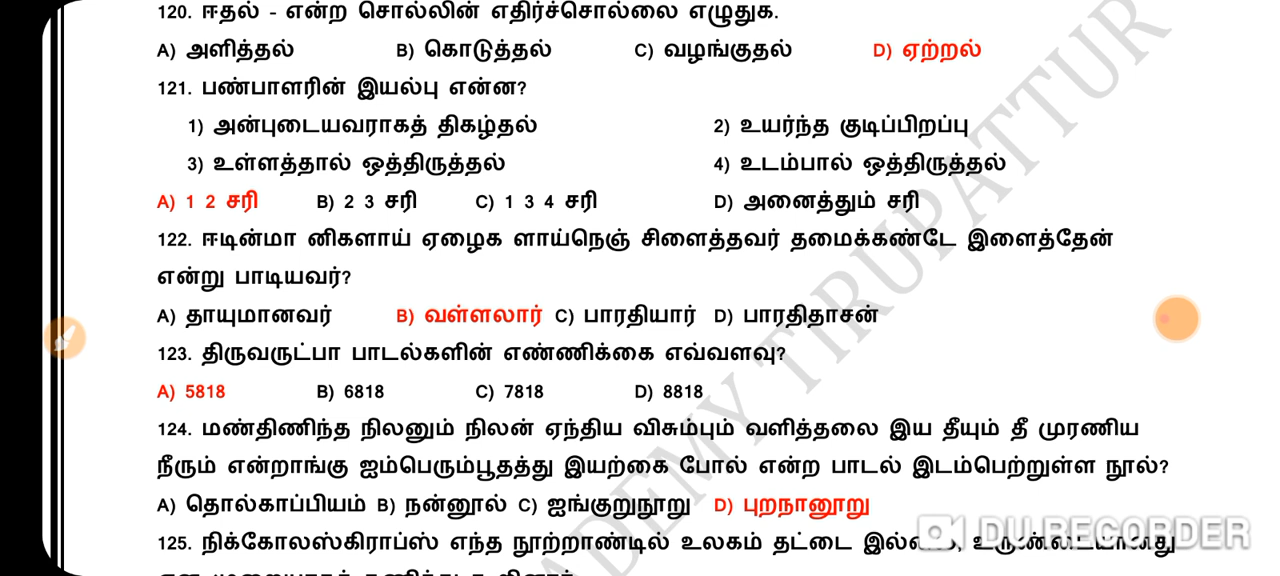 120. ஈதல் - என்ற சொல்லின் எதிர்ச்சொல்லை எழுதுக.
A) அளித்தல் B) கொடுத்தல் C) வழங்குதல் D) ஏற்றல்
121. பண்பாளரின் இயல்பு என்ன?
1) அன்புடையவராகத் திகழ்தல் 2) உயர்ந்த குடிப்பிறப்பு
3) உள்ளத்தால் ஒத்திருத்தல் 4) உடம்பால் ஒத்திருத்தல்
A) 1 2 சரி B) 2 3 சரி C) 1 3 4 சரி D) அனைத்தும் சரி
122. ஈடின்மா னிகளாய் ஏழைக ளாய்நெஞ் சிளைத்தவர் தமைக்கண்டே இளைத்தேன்
என்று பாடியவர்?
A) தாயுமானவர் B) வள்ளலார் C) பாரதியார் D) பாரதிதாசன்
123. திருவருட்பா பாடல்களின் எண்ணிக்கை எவ்வளவு?
A) 5818 B) 6818 C) 7818 D) 8818
124. மண்திணிந்த நிலனும் நிலன் ஏந்திய விசும்பும் வளித்தலை இய தீயும் தீ முரணிய
நீரும் என்றாங்கு ஐம்பெரும்பூதத்து இயற்கை போல் என்ற பாடல் இடம்பெற்றுள்ள நூல்?
A) தொல்காப்பியம் B) நன்னூல் C) ஐங்குறுநூறு D) புறநானூறு
125. நிக்கோலஸ்கிராப்ஸ் எந்த நூற்றாண்டில் உலகம் தட்டை
DU RECORDER
ADEMY TIRUPATTUR